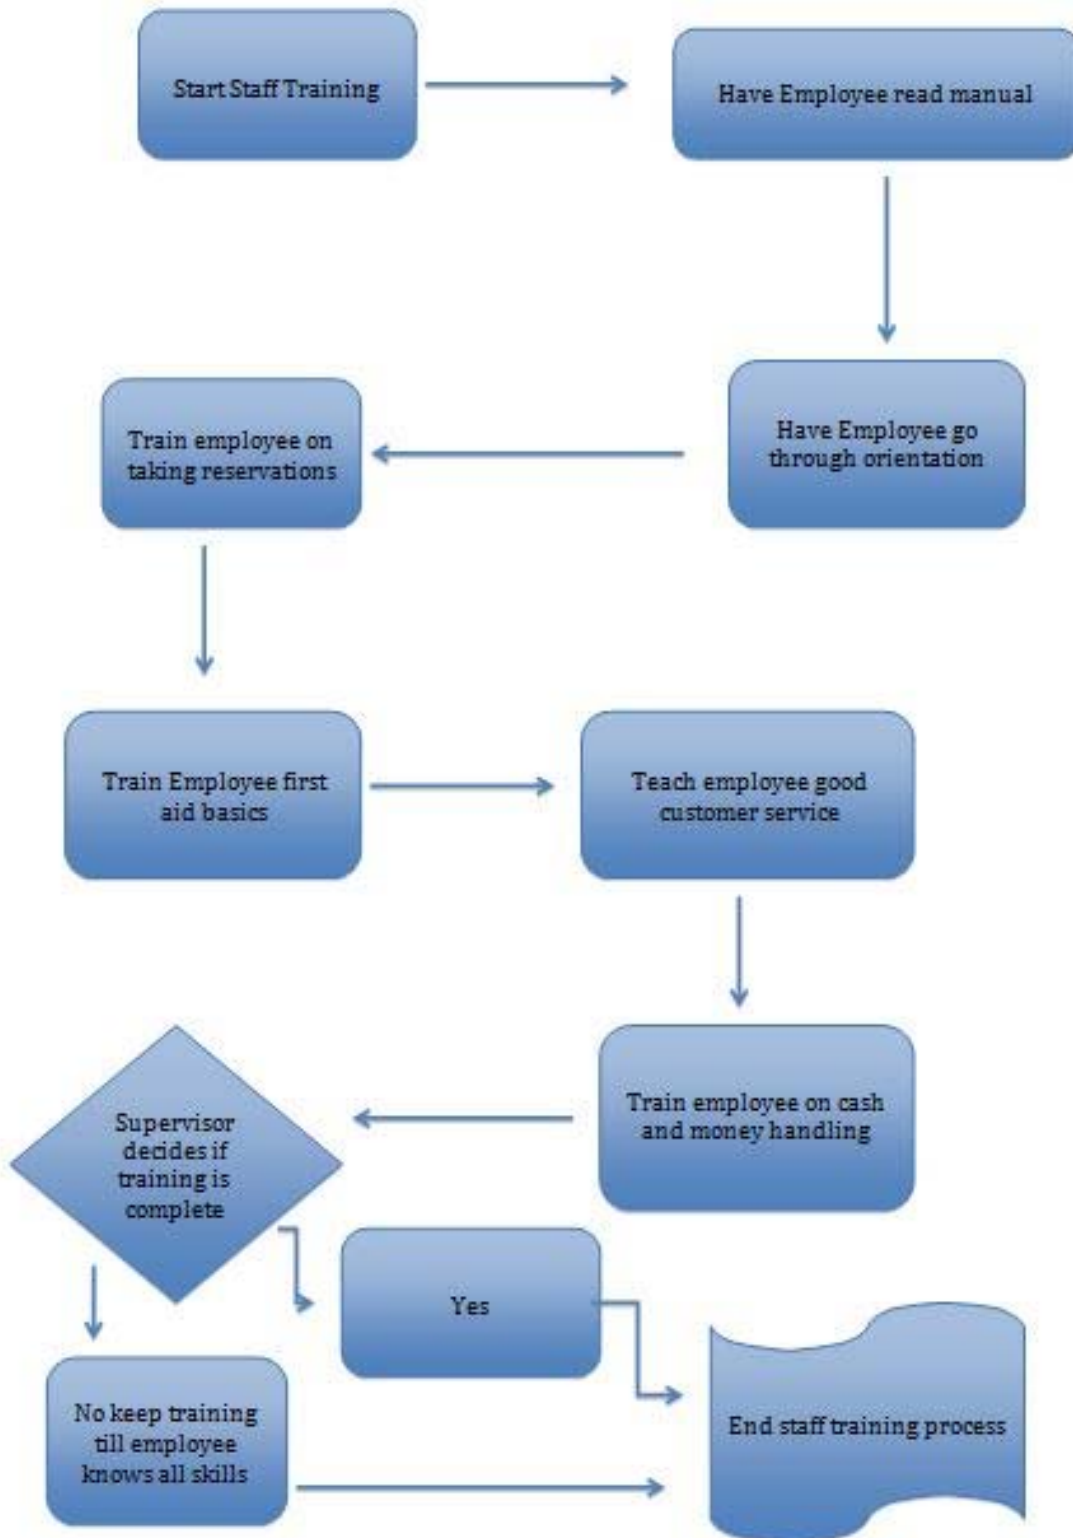 Start Staff Training
Have Employee read manual
Have Employee go
through orientation
Train employee on
taking reservations
Train Employee first
aid basics
Teach employee good
customer service
Train employee on cash
and money handling
Supervisor
decides if
training is
complete
Yes
No keep training
till employee
knows all skills
End staff training process